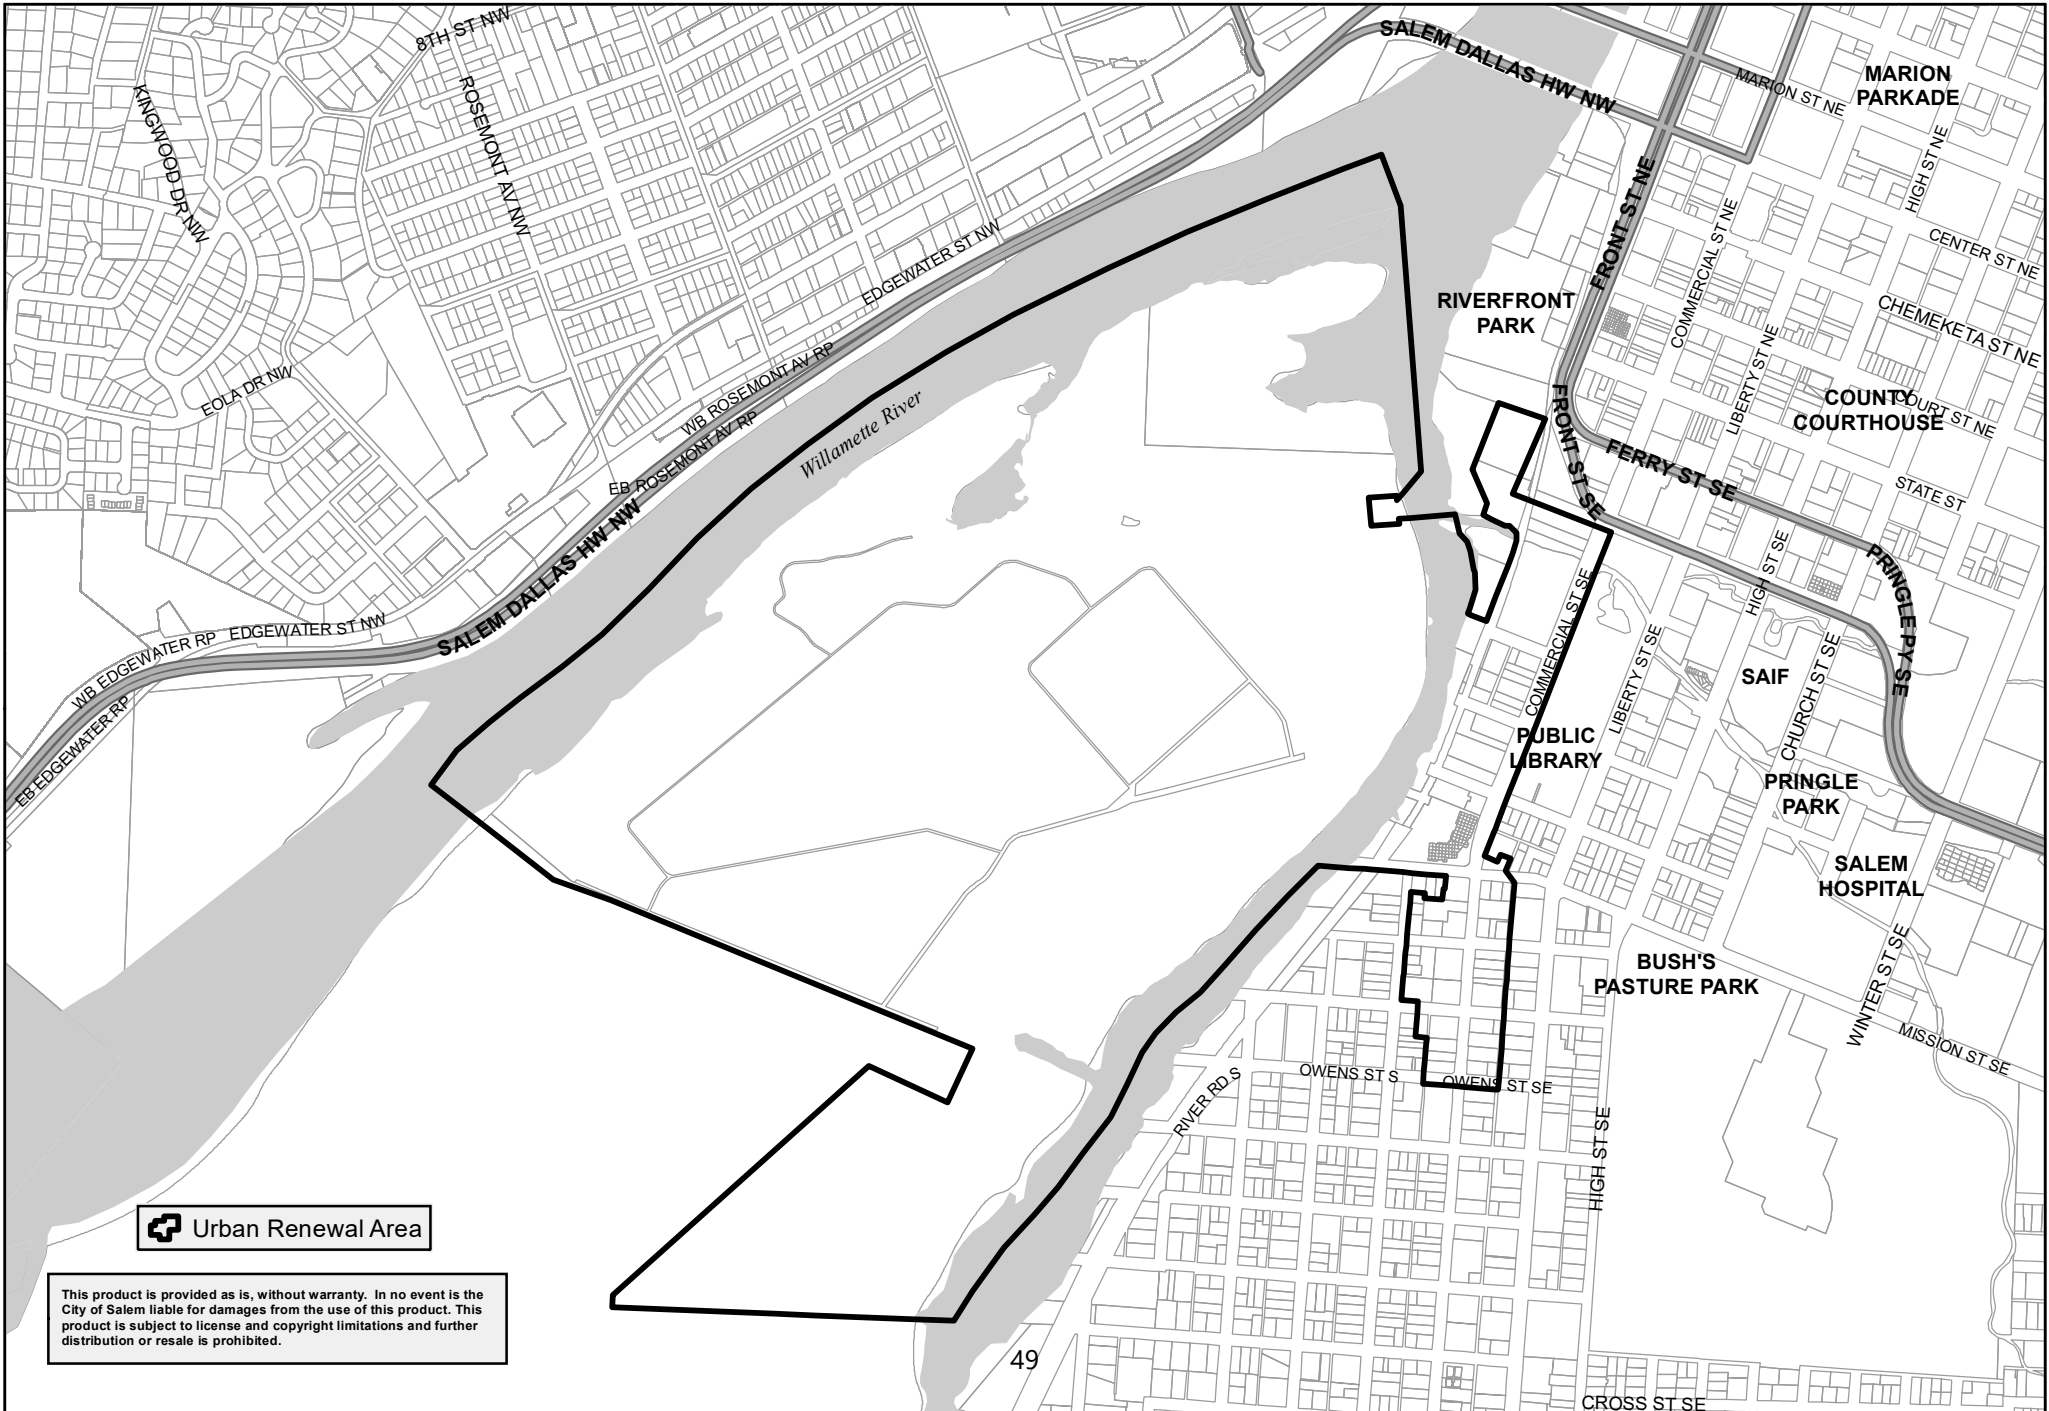 8TH ST NW
SALEM DALLAS HW NW
MARION ST NE
MARION
PARKADE
KINGWOOD DR NW
ROSEMONT AV NW
HIGH ST NE
FRONT ST NE
COMMERCIAL ST NE
CENTER ST NE
EDGEWATER ST NW
RIVERFRONT
PARK
CHEMEKETA ST NE
LIBERTY ST NE
EOLA DR NW
WB ROSEMONT AV RP
COUNTY
COURTHOUSE
COURT ST NE
Willamette River
EB ROSEMONT AV RP
FRONT ST SE
FERRY ST SE
STATE ST
SALEM DALLAS HW NW
HIGH ST SE
PRINGLE PY SE
COMMERCIAL ST SE
LIBERTY ST SE
EDGEWATER ST NW
WB EDGEWATER RP
EB EDGEWATER RP
SAIF
CHURCH ST SE
PUBLIC
LIBRARY
PRINGLE
PARK
SALEM
HOSPITAL
BUSH'S
PASTURE PARK
WINTER ST SE
MISSION ST SE
OWENS ST S
OWENS ST SE
RIVER RD S
HIGH ST SE
Urban Renewal Area
This product is provided as is, without warranty. In no event is the
City of Salem liable for damages from the use of this product. This
product is subject to license and copyright limitations and further
distribution or resale is prohibited.
49
CROSS ST SE